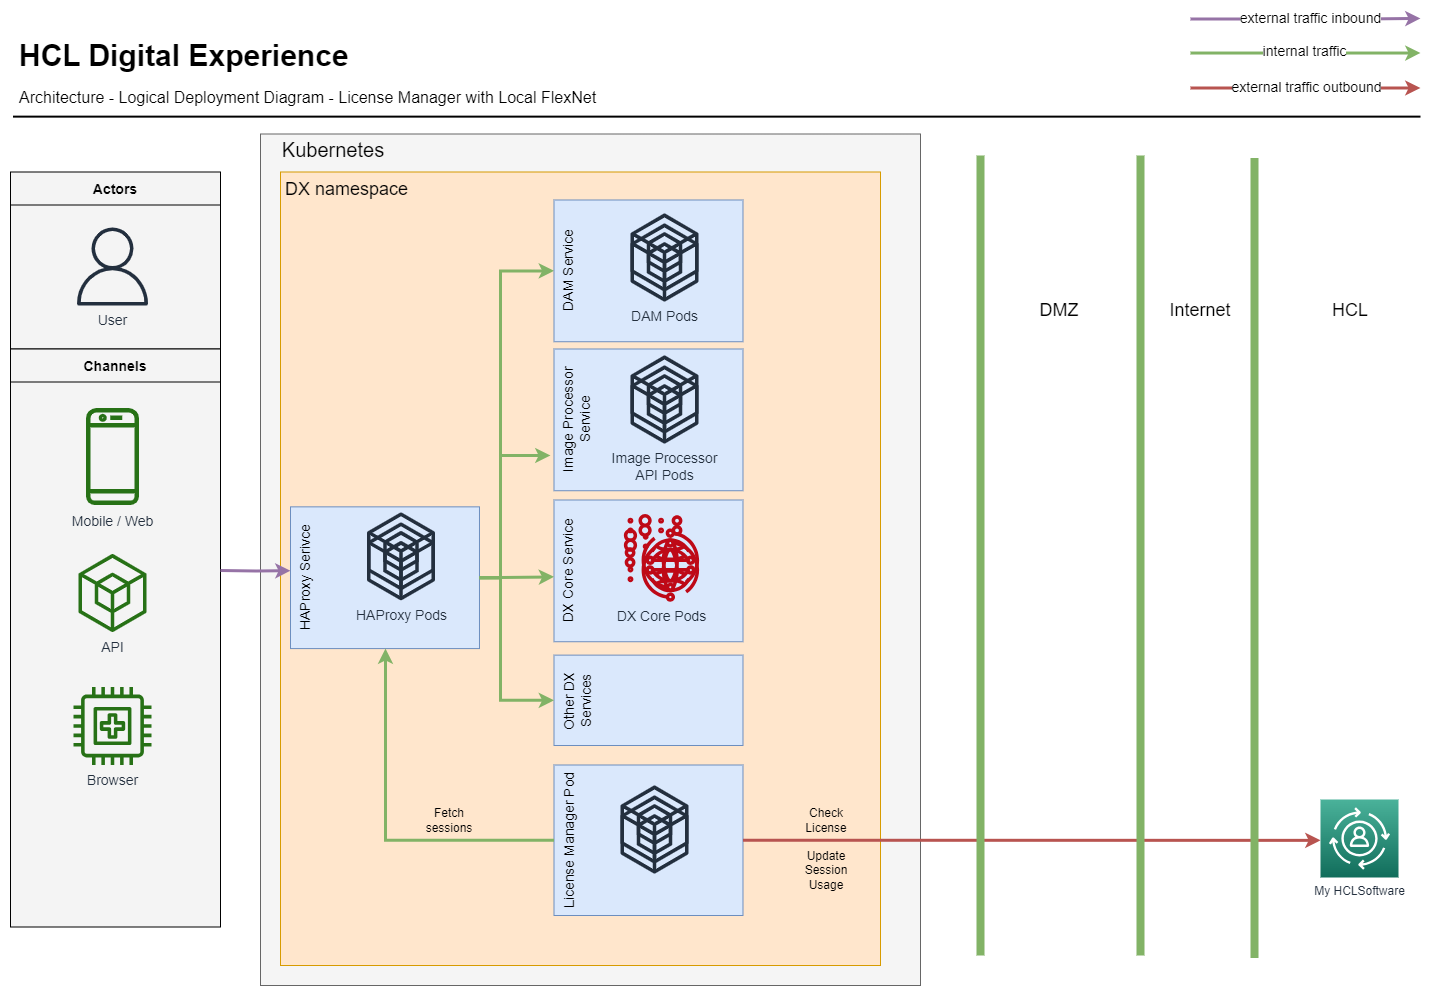 external traffic inbound
HCL Digital Experience
internal traffic
external traffic outbound
Architecture - Logical Deployment Diagram - License Manager with Local FlexNet
Kubernetes
Actors
DX namespace
User
DAM Service
DAM Pods
DMZ
Internet
HCL
Channels
Mobile / Web
API
Browser
Image Processor
Service
Image Processor
API Pods
HAProxy Serivce
HAProxy Pods
DX Core Service
DX Core Pods
Other DX
Services
License Manager Pod
Fetch
sessions
Check
License
Update
Session
Usage
My HCLSoftware